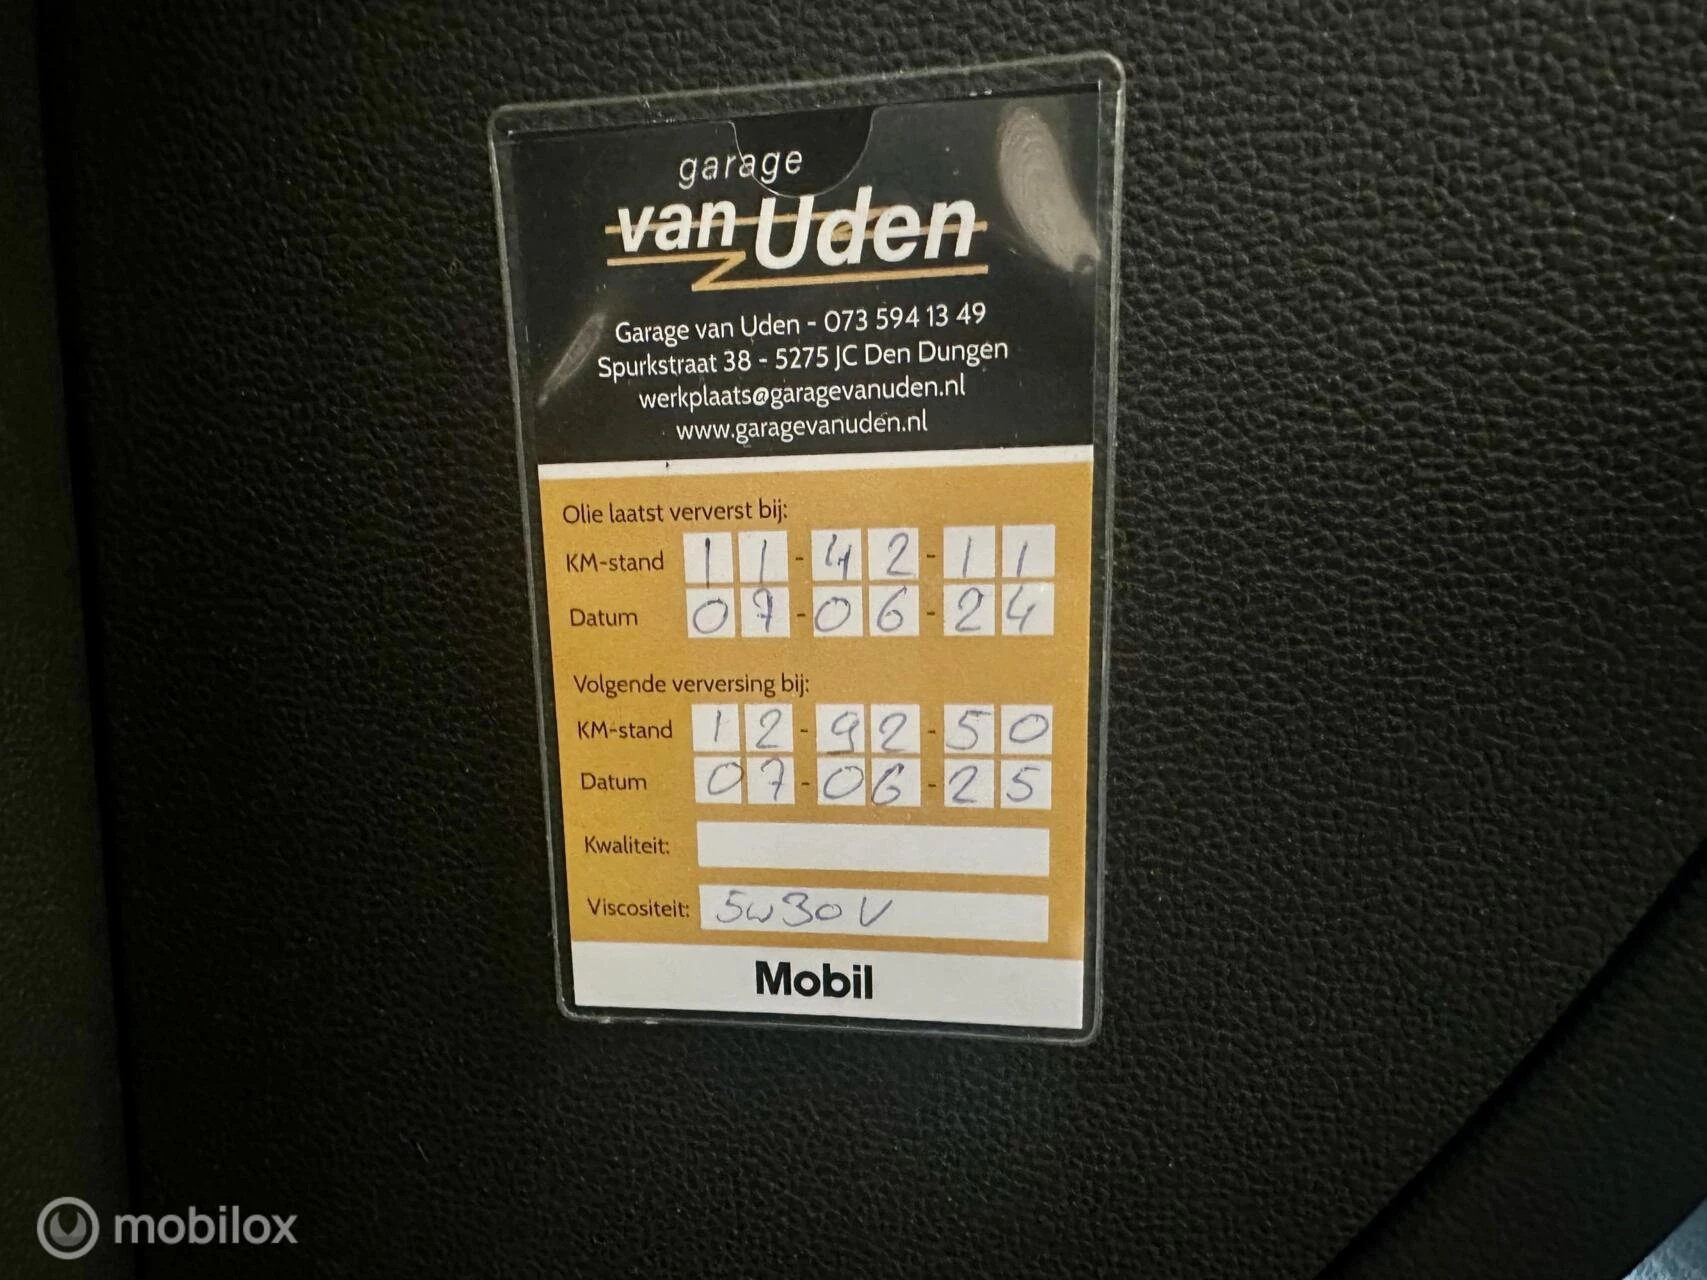 garage
van Uden
Garage van Uden - 073 594 13 49
Spurkstraat 38 - 5275 JC Den Dungen
werkplaats@garagevanuden.nl
www.garagevanuden.nl
Olie laatst ververst bij:
KM-stand 11-42-11
Datum 07-06-24
Volgende verversing bij:
KM-stand 12-92-50
Datum 07-06-25
Kwaliteit:
Viscositeit: 5w30 V
Mobil
mobilox